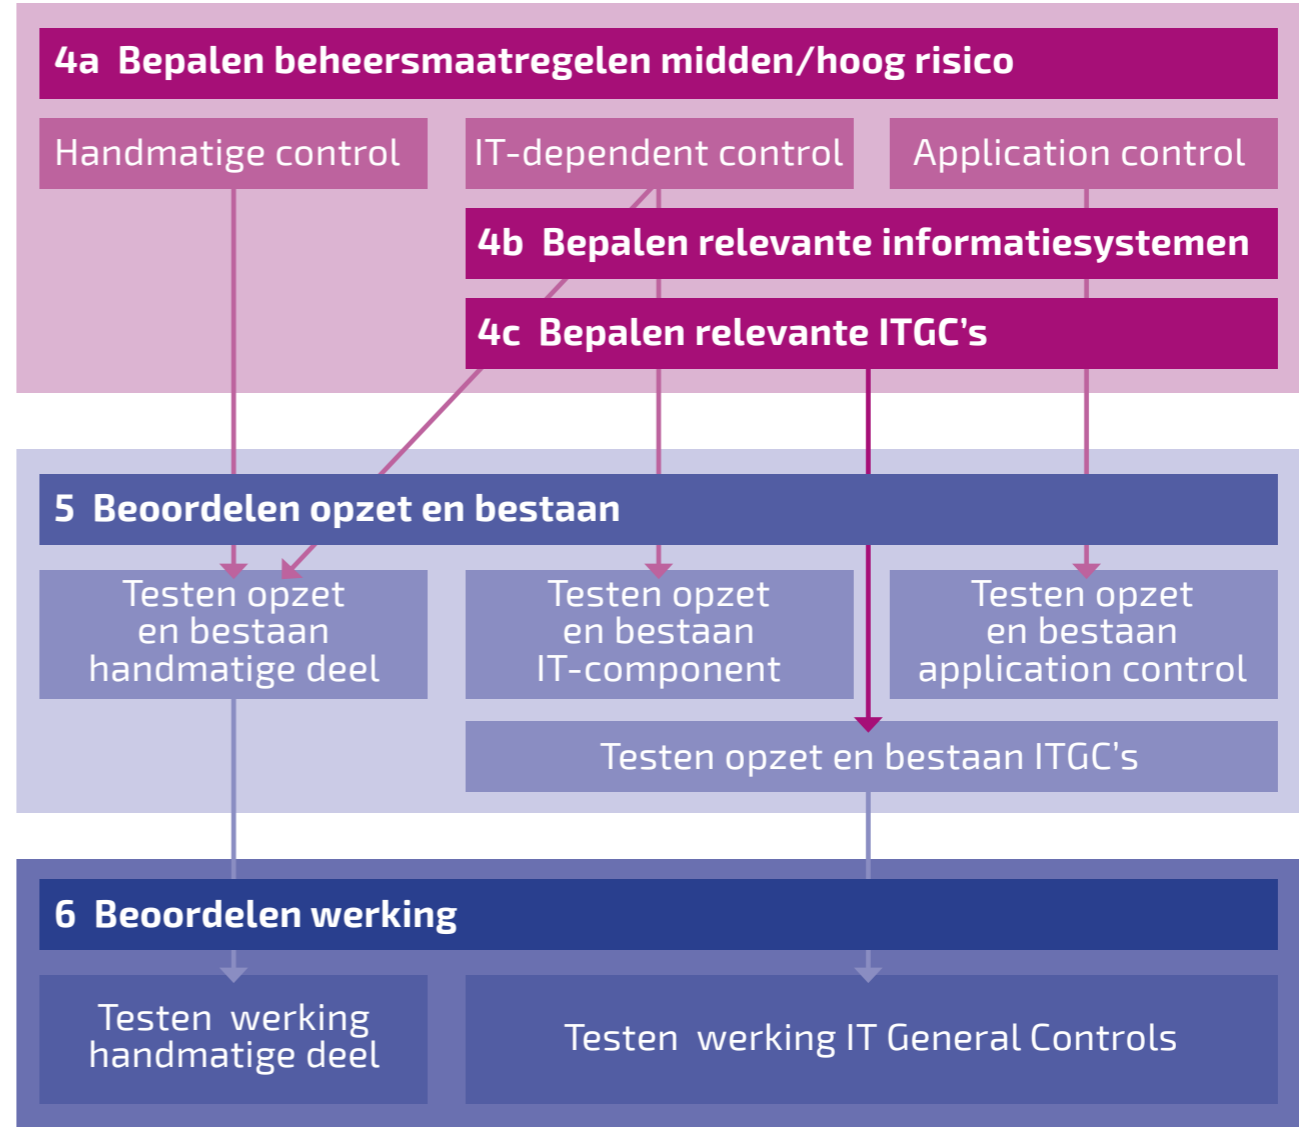 4a Bepalen beheersmaatregelen midden/hoog risico
Handmatige control
IT-dependent control
Application control
4b Bepalen relevante informatiesystemen
4c Bepalen relevante ITGC’s
5 Beoordelen opzet en bestaan
Testen opzet
en bestaan
handmatige deel
Testen opzet
en bestaan
IT-component
Testen opzet
en bestaan
application control
Testen opzet en bestaan ITGC’s
6 Beoordelen werking
Testen werking
handmatige deel
Testen werking IT General Controls